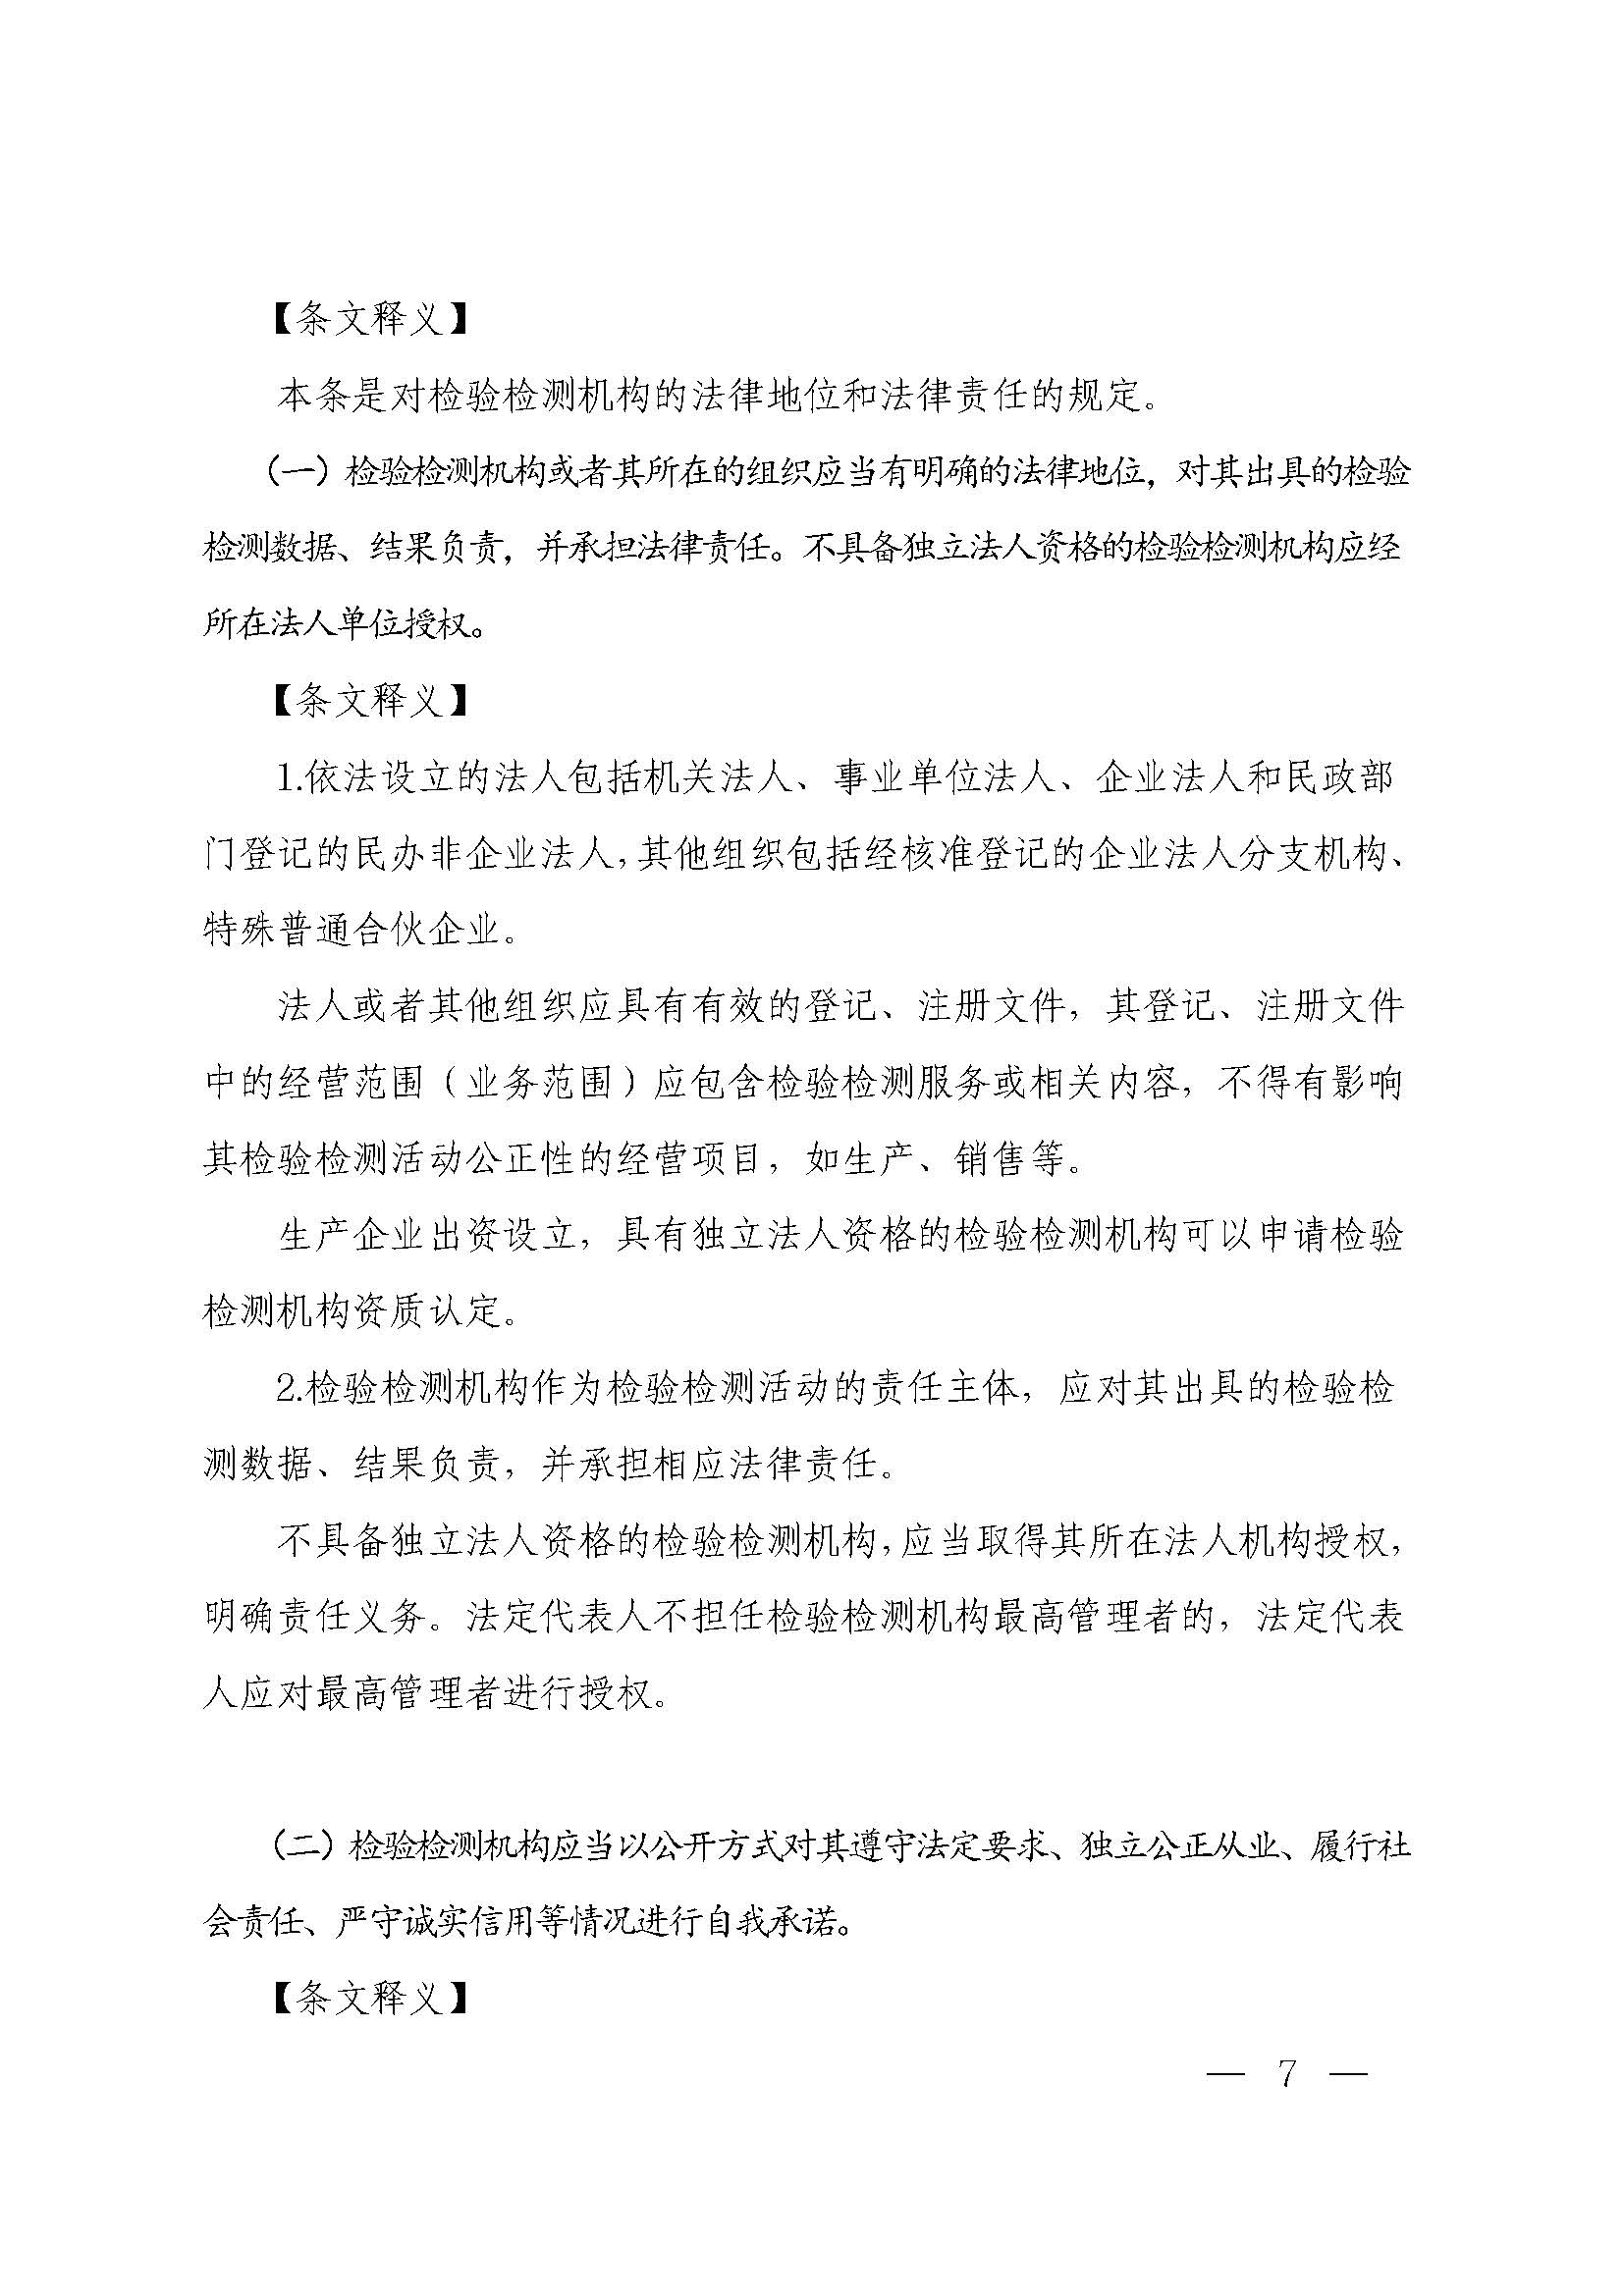 【条文释义】
本条是对检验检测机构的法律地位和法律责任的规定。
（一）检验检测机构或者其所在的组织应当有明确的法律地位，对其出具的检验
检测数据、结果负责，并承担法律责任。不具备独立法人资格的检验检测机构应经
所在法人单位授权。
【条文释义】
1.依法设立的法人包括机关法人、事业单位法人、企业法人和民政部
门登记的民办非企业法人，其他组织包括经核准登记的企业法人分支机构、
特殊普通合伙企业。
法人或者其他组织应具有有效的登记、注册文件，其登记、注册文件
中的经营范围（业务范围）应包含检验检测服务或相关内容，不得有影响
其检验检测活动公正性的经营项目，如生产、销售等。
生产企业出资设立，具有独立法人资格的检验检测机构可以申请检验
检测机构资质认定。
2.检验检测机构作为检验检测活动的责任主体，应对其出具的检验检
测数据、结果负责，并承担相应法律责任。
不具备独立法人资格的检验检测机构，应当取得其所在法人机构授权，
明确责任义务。法定代表人不担任检验检测机构最高管理者的，法定代表
人应对最高管理者进行授权。
（二）检验检测机构应当以公开方式对其遵守法定要求、独立公正从业、履行社
会责任、严守诚实信用等情况进行自我承诺。
【条文释义】
— 7 —